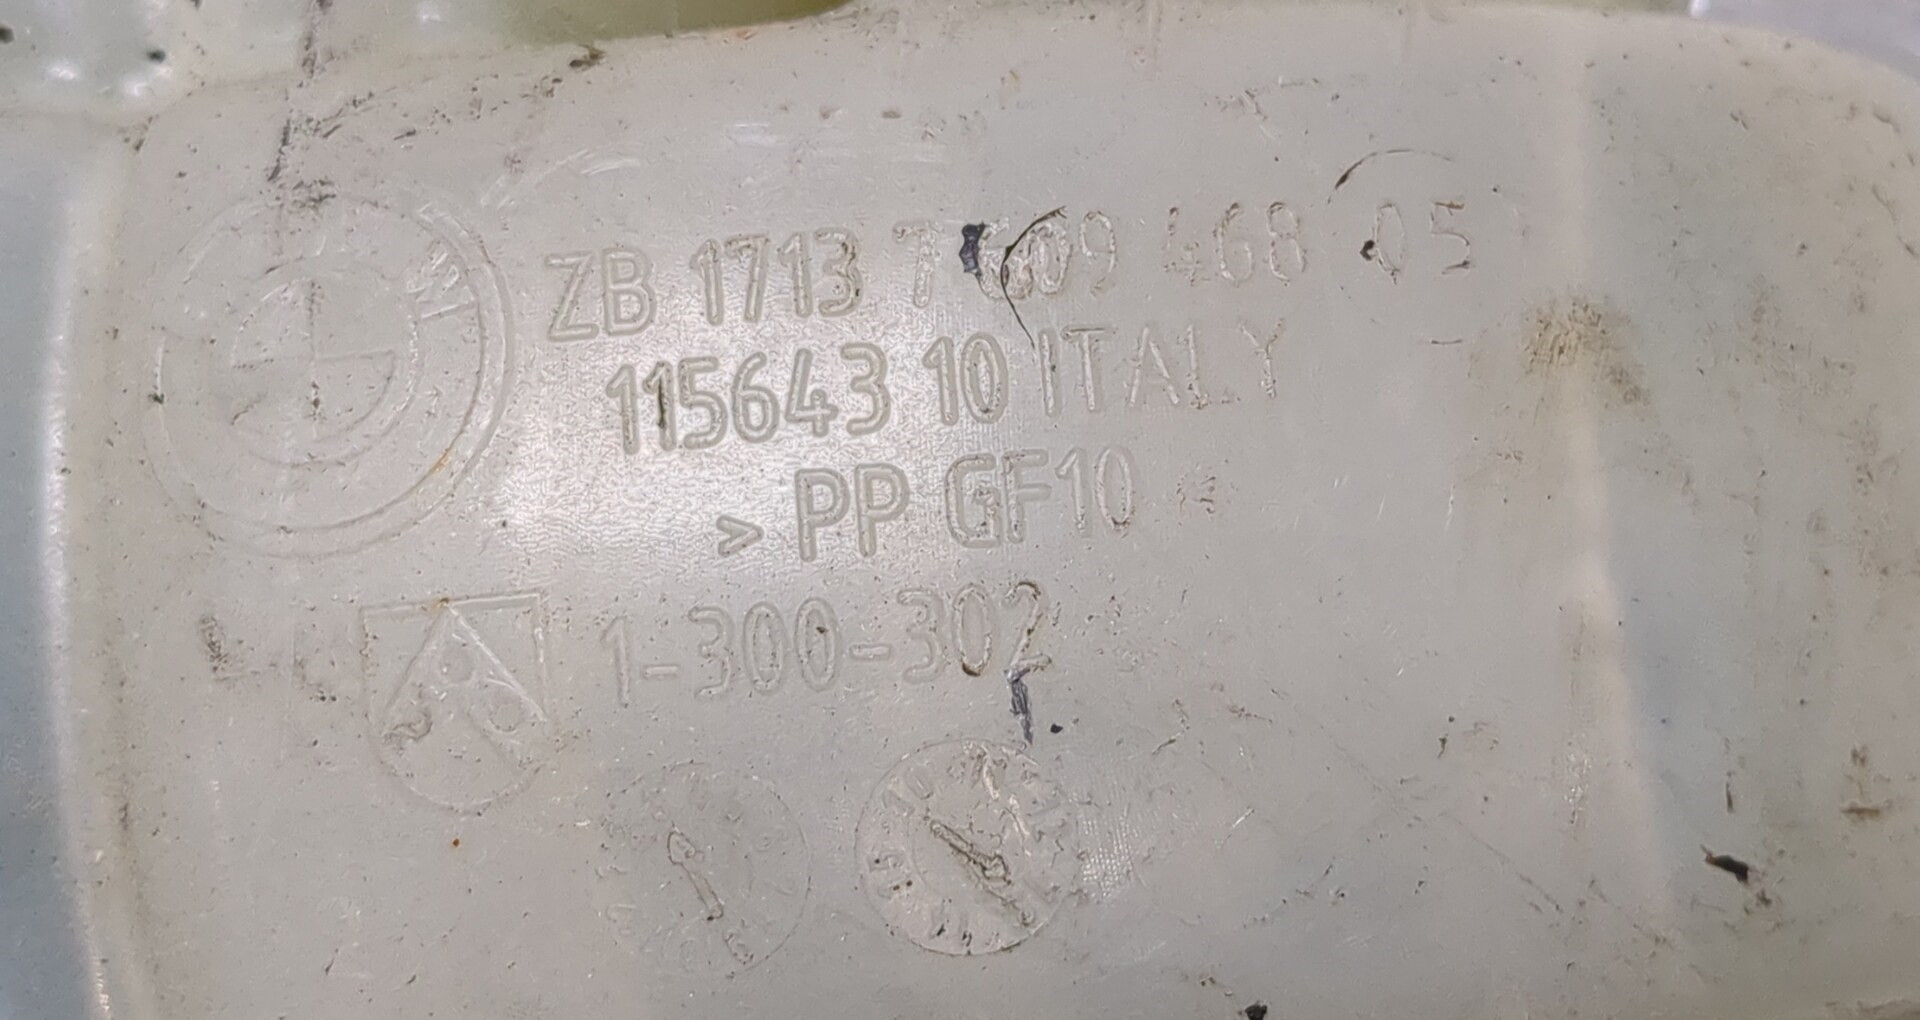 ZB 1713 7 609 468 05
115643 10 ITALY
> PP GF10
1-300-302